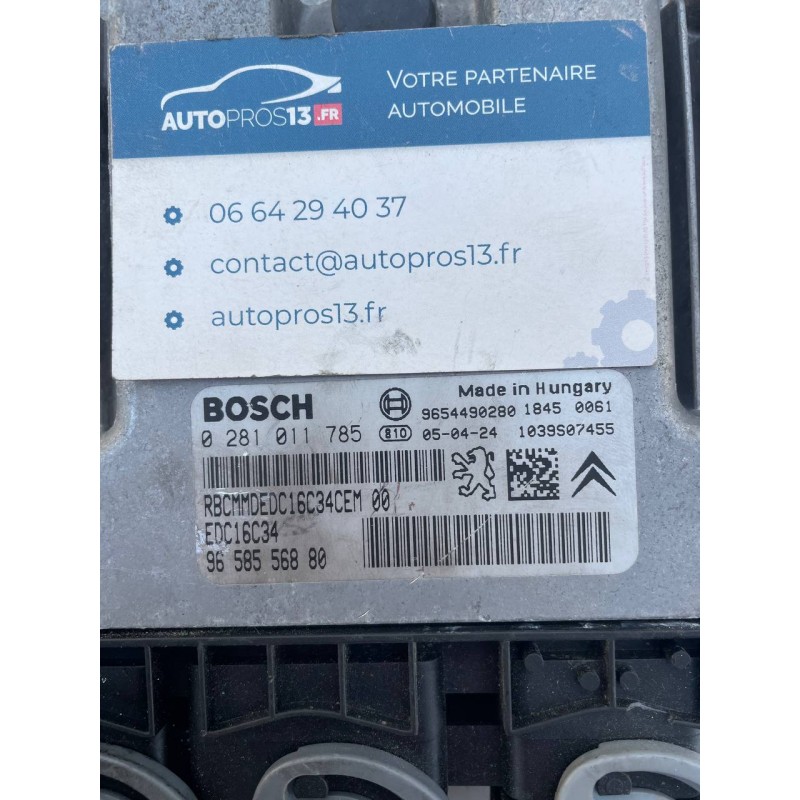 AUTOPROS13.FR
VOTRE PARTENAIRE
AUTOMOBILE
06 64 29 40 37
contact@autopros13.fr
autopros13.fr
BOSCH
Made in Hungary
9654490280 1845 0061
0 281 011 785 810 05-04-24 1039S07455
RBCMMDEDC16C34CEM 00
EDC16C34
96 585 568 80